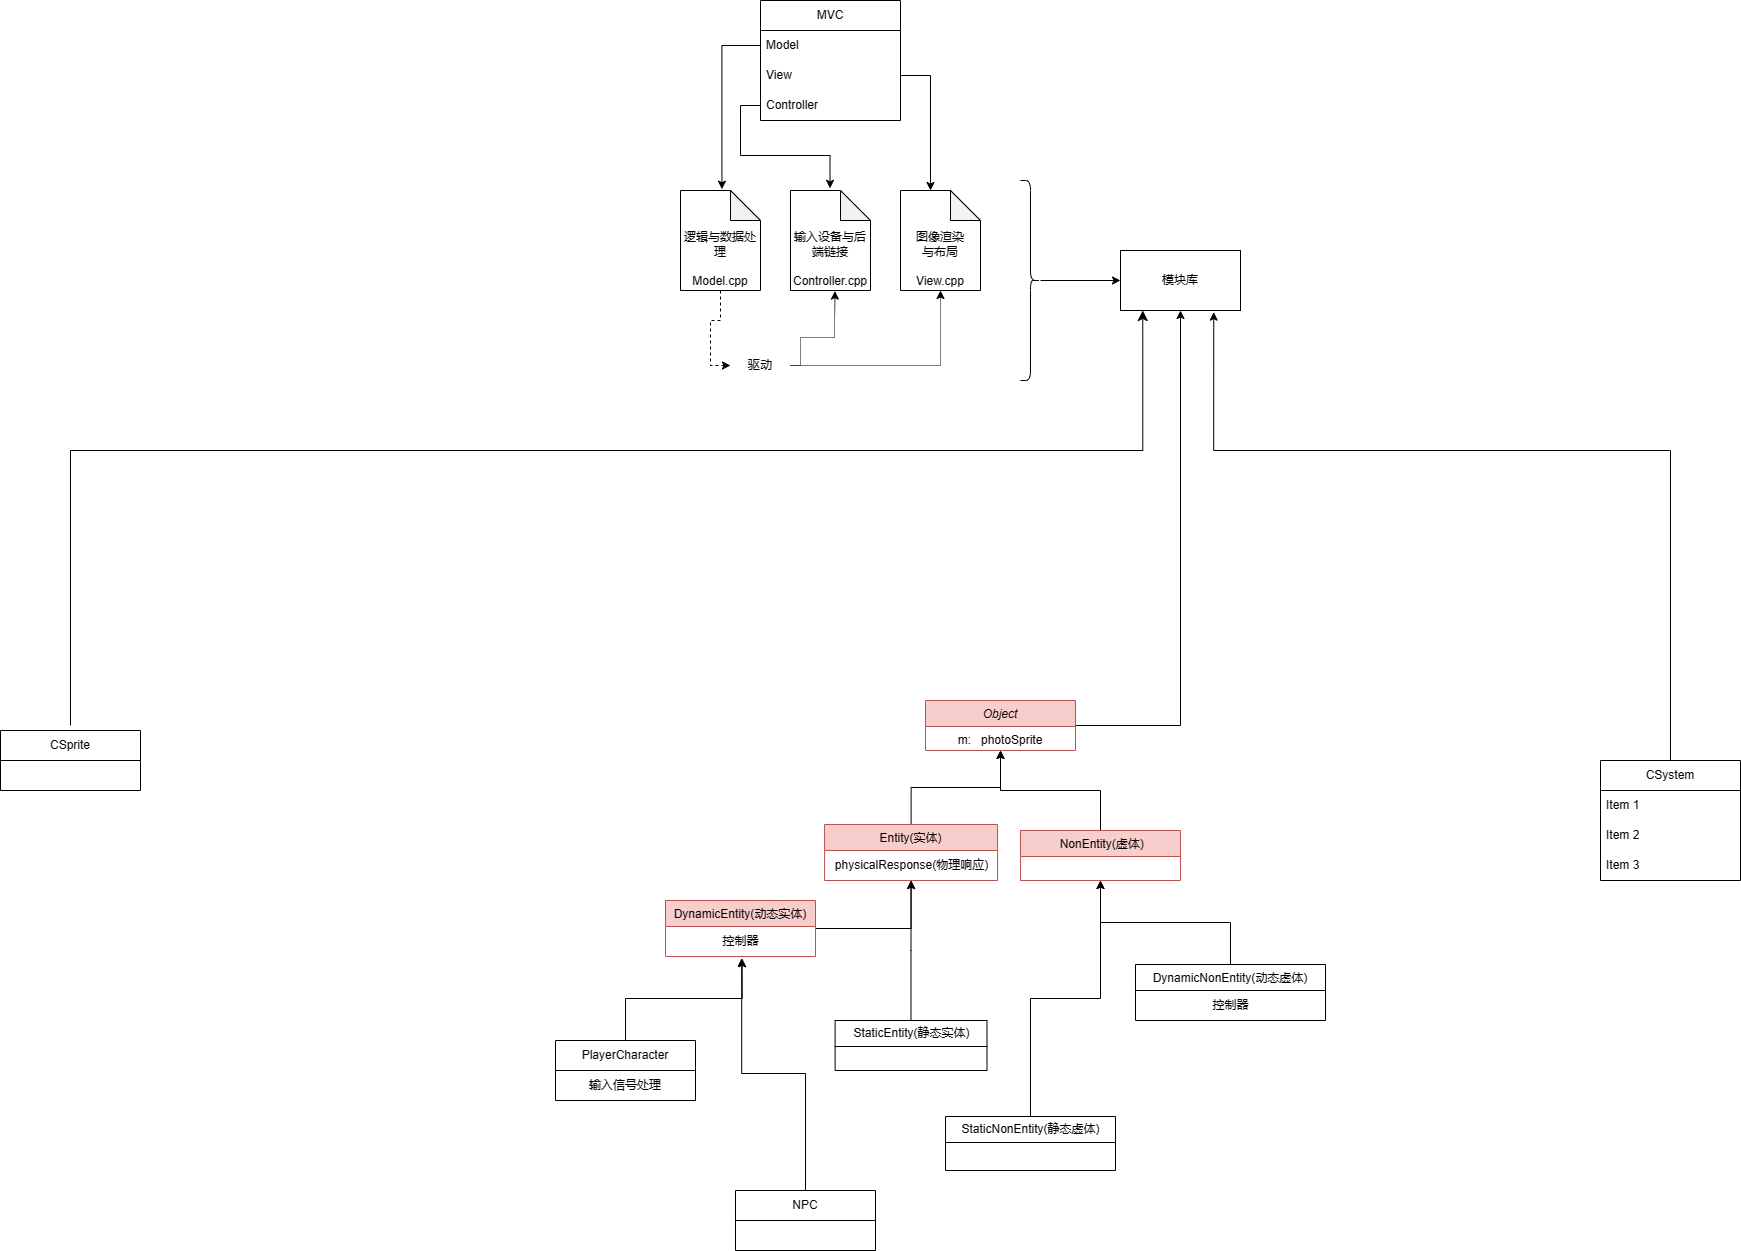 MVC
Model
View
Controller
逻辑与数据处
理
Model.cpp
输入设备与后
端链接
Controller.cpp
图像渲染
与布局
View.cpp
模块库
驱动
Object
m: photoSprite
CSprite
CSystem
Item 1
Item 2
Item 3
Entity(实体)
physicalResponse(物理响应)
NonEntity(虚体)
DynamicEntity(动态实体)
控制器
DynamicNonEntity(动态虚体)
控制器
StaticEntity(静态实体)
PlayerCharacter
输入信号处理
StaticNonEntity(静态虚体)
NPC